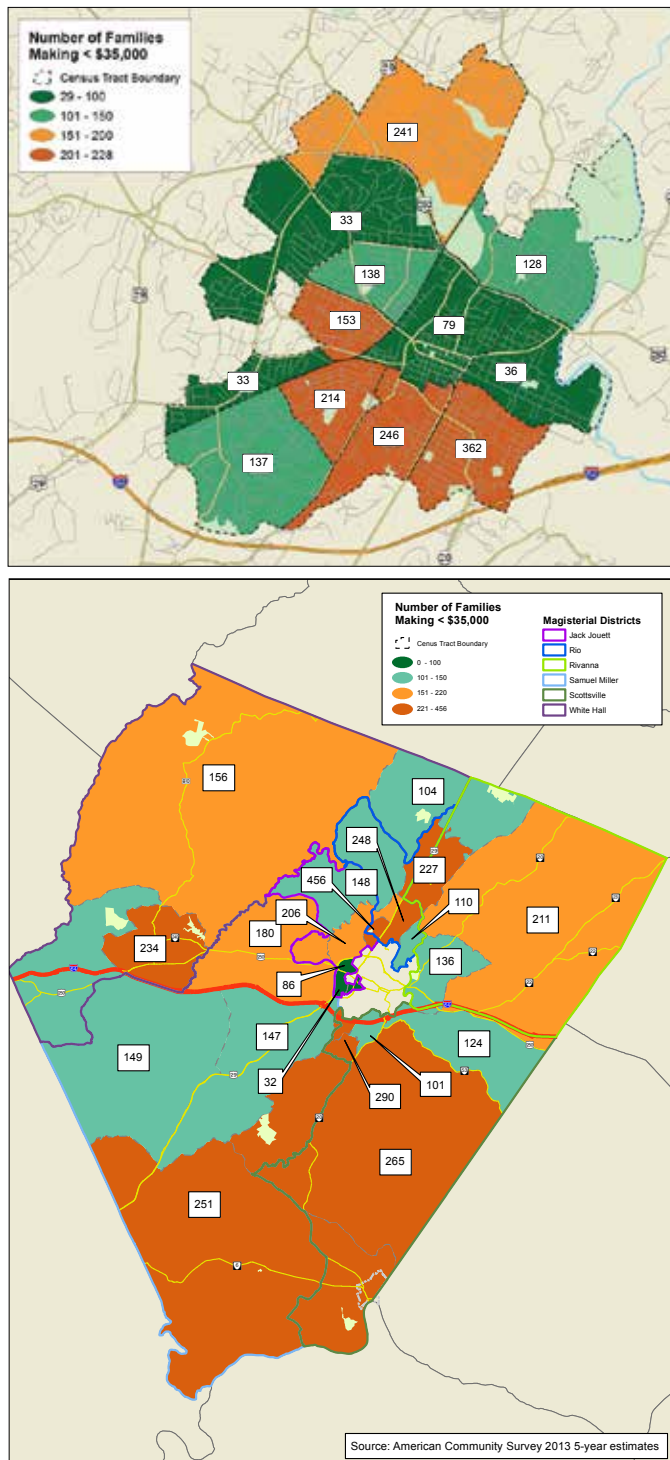 Number of Families
Making < $35,000
Census Tract Boundary
29 - 100
101 - 150
151 - 200
201 - 228
241
33
138
128
153
79
33
36
214
246
362
137
Number of Families
Making < $35,000
Cenus Tract Boundary
0 - 100
101 - 150
151 - 220
221 - 456
Magisterial Districts
Jack Jouett
Rio
Rivanna
Samuel Miller
Scottsville
White Hall
156
104
248
227
456
148
110
211
206
180
234
136
86
147
124
149
32
101
290
265
251
Source: American Community Survey 2013 5-year estimates